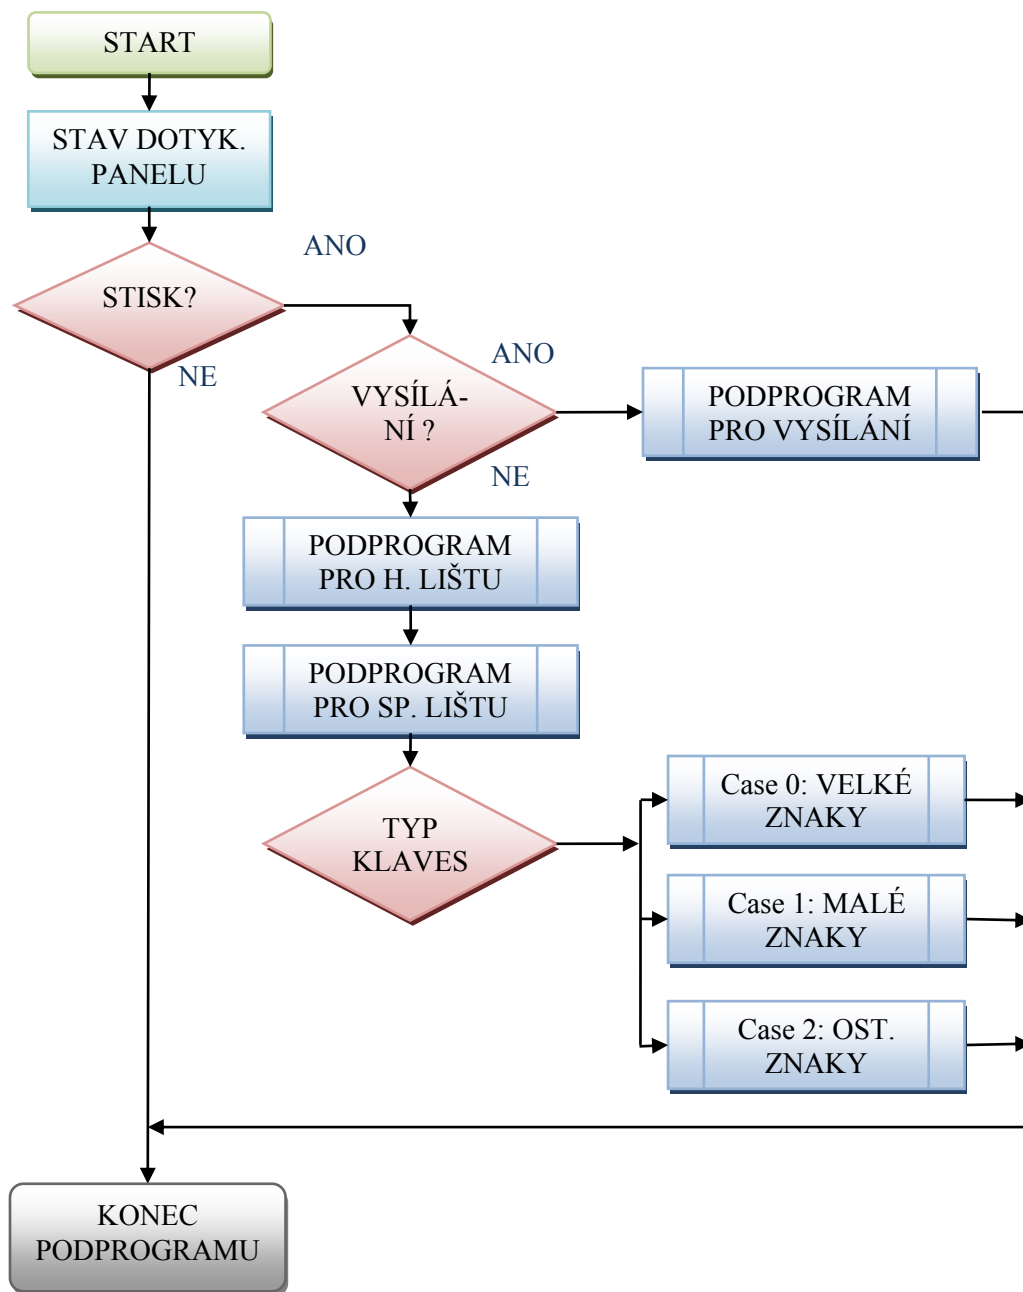 START
STAV DOTYK.
PANELU
ANO
STISK?
NE
ANO
VYSÍLÁ-
NÍ ?
PODPROGRAM
PRO VYSÍLÁNÍ
NE
PODPROGRAM
PRO H. LIŠTU
PODPROGRAM
PRO SP. LIŠTU
TYP
KLAVES
Case 0: VELKÉ
ZNAKY
Case 1: MALÉ
ZNAKY
Case 2: OST.
ZNAKY
KONEC
PODPROGRAMU